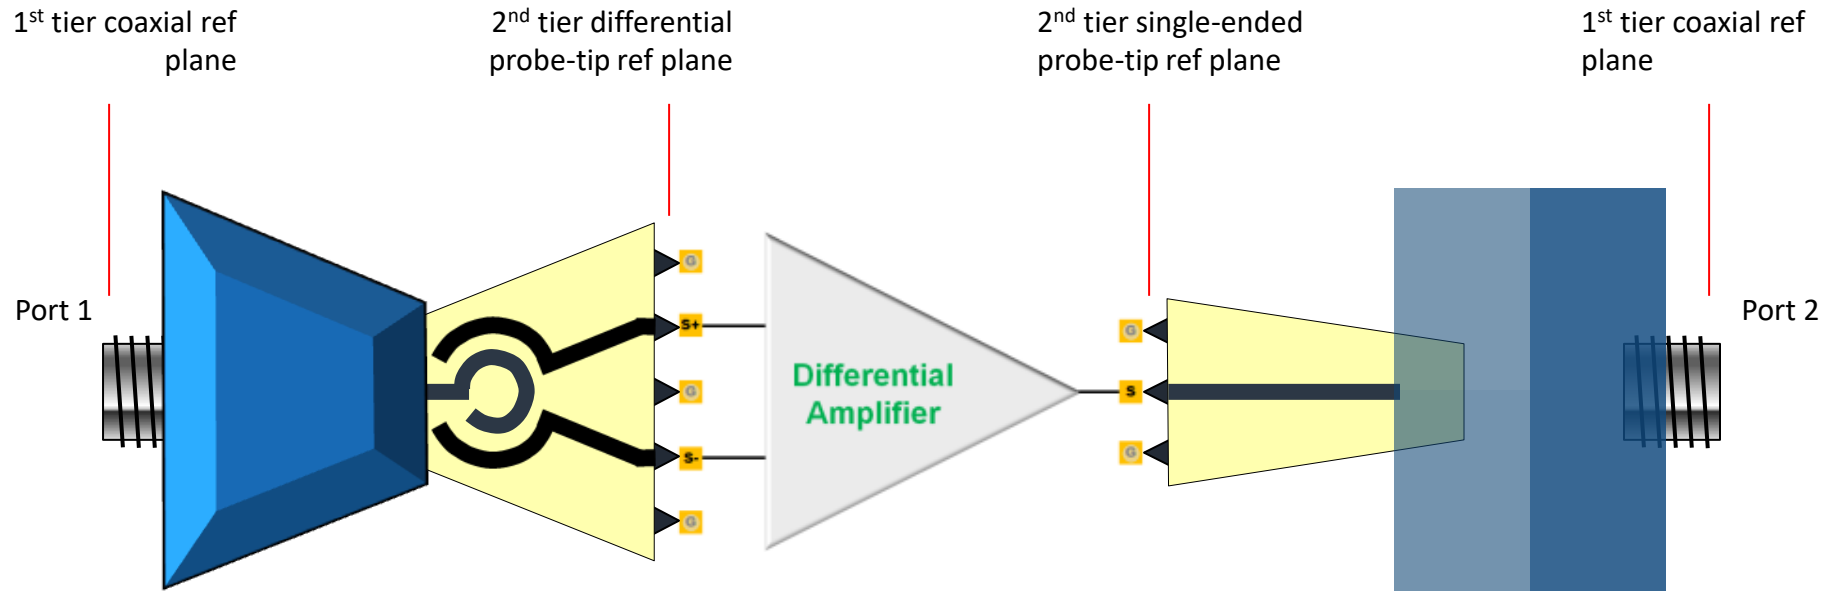 1st tier coaxial ref
plane
2nd tier differential
probe-tip ref plane
2nd tier single-ended
probe-tip ref plane
1st tier coaxial ref
plane
Port 1
G
S+
G
S-
G
Differential
Amplifier
G
S
G
Port 2